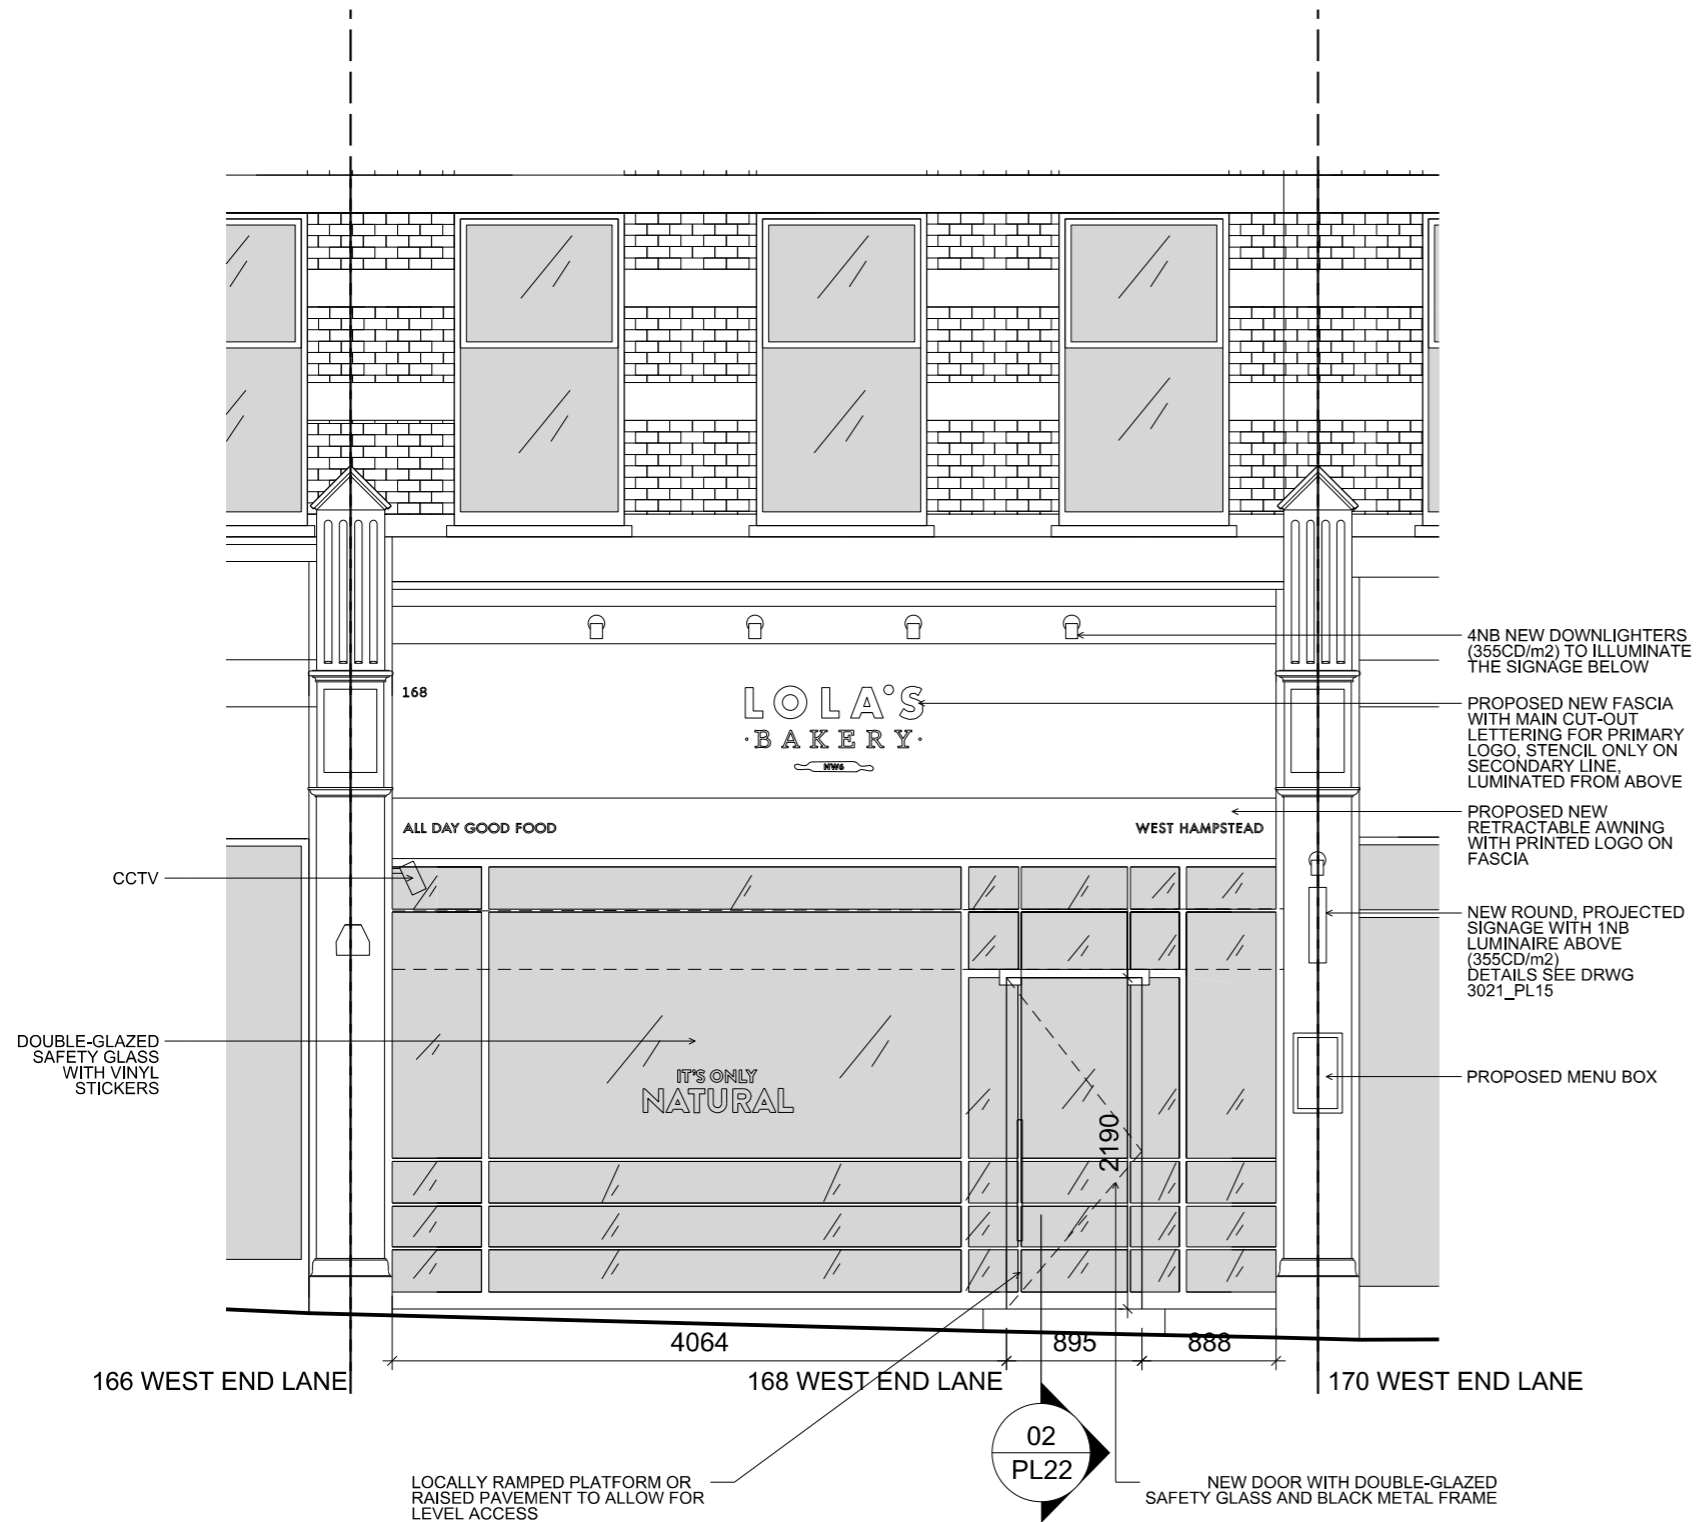 4NB NEW DOWNLIGHTERS
(355CD/m2) TO ILLUMINATE
THE SIGNAGE BELOW
168
LOLA'S
·BAKERY·
NW6
PROPOSED NEW FASCIA
WITH MAIN CUT-OUT
LETTERING FOR PRIMARY
LOGO, STENCIL ONLY ON
SECONDARY LINE,
LUMINATED FROM ABOVE
ALL DAY GOOD FOOD
WEST HAMPSTEAD
PROPOSED NEW
RETRACTABLE AWNING
WITH PRINTED LOGO ON
FASCIA
CCTV
NEW ROUND, PROJECTED
SIGNAGE WITH 1NB
LUMINAIRE ABOVE
(355CD/m2)
DETAILS SEE DRWG
3021_PL15
DOUBLE-GLAZED
SAFETY GLASS
WITH VINYL
STICKERS
IT'S ONLY
NATURAL
PROPOSED MENU BOX
2190
4064
895
888
166 WEST END LANE
168 WEST END LANE
170 WEST END LANE
02
PL22
LOCALLY RAMPED PLATFORM OR
RAISED PAVEMENT TO ALLOW FOR
LEVEL ACCESS
NEW DOOR WITH DOUBLE-GLAZED
SAFETY GLASS AND BLACK METAL FRAME